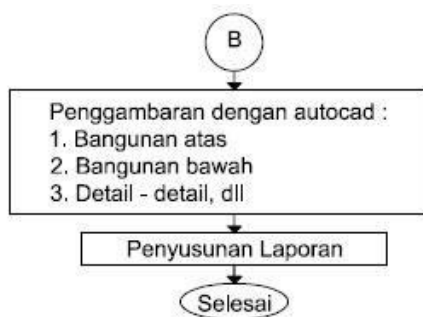 B
Penggambaran dengan autocad :
1. Bangunan atas
2. Bangunan bawah
3. Detail - detail, dll
Penyusunan Laporan
Selesai